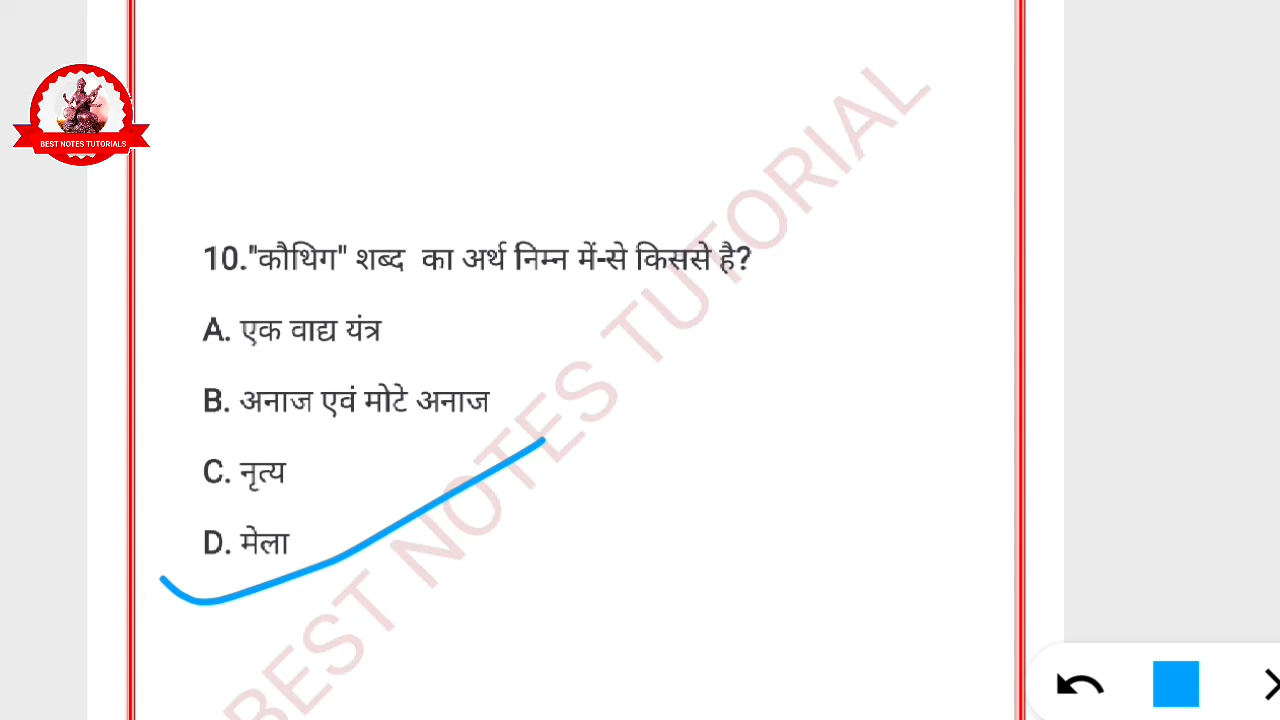 BEST NOTES TUTORIALS
10."कौथिग" शब्द का अर्थ निम्न में-से किससे है?
A. एक वाद्य यंत्र
B. अनाज एवं मोटे अनाज
C. नृत्य
D. मेला
BEST NOTES TUTORIAL